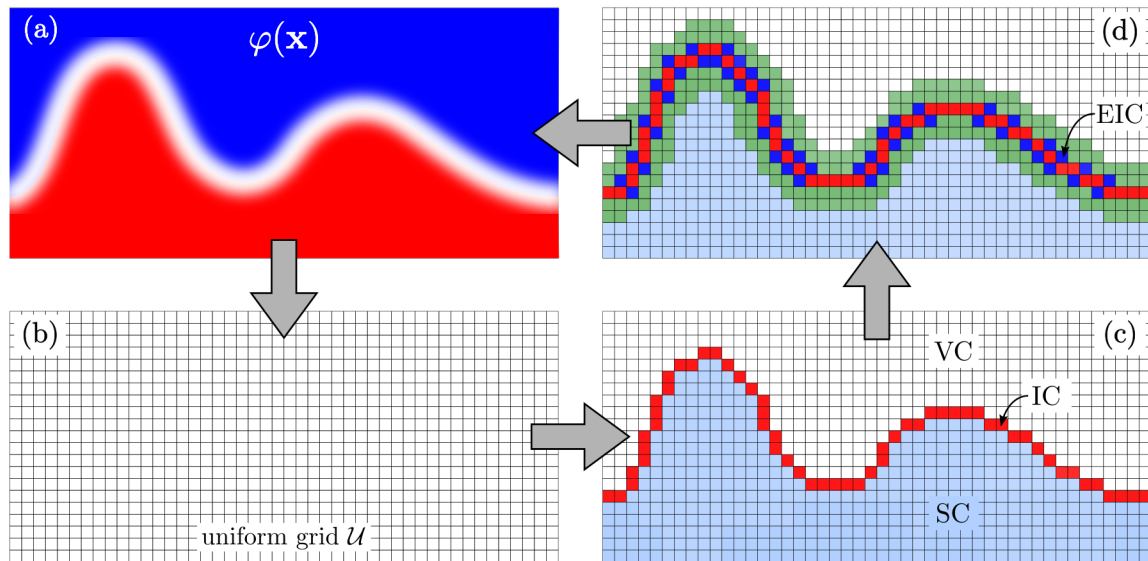 (a)
φ(x)
(d)
EIC
(b)
uniform grid 𝒰
(c)
VC
IC
SC